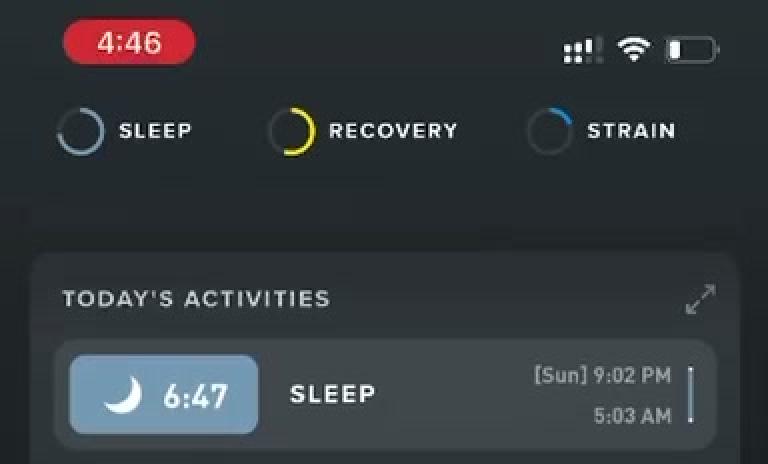 4:46
SLEEP RECOVERY STRAIN
TODAY'S ACTIVITIES
6:47 SLEEP [Sun] 9:02 PM
5:03 AM